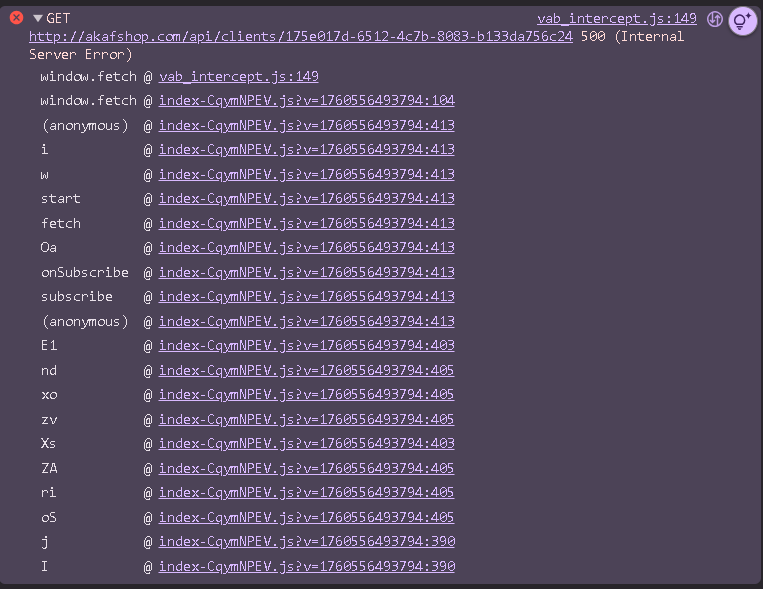 GET vab_intercept.js:149
http://akafshop.com/api/clients/175e017d-6512-4c7b-8083-b133da756c24 500 (Internal
Server Error)
window.fetch @ vab_intercept.js:149
window.fetch @ index-CqymNPEV.js?v=1760556493794:104
(anonymous) @ index-CqymNPEV.js?v=1760556493794:413
i @ index-CqymNPEV.js?v=1760556493794:413
w @ index-CqymNPEV.js?v=1760556493794:413
start @ index-CqymNPEV.js?v=1760556493794:413
fetch @ index-CqymNPEV.js?v=1760556493794:413
Oa @ index-CqymNPEV.js?v=1760556493794:413
onSubscribe @ index-CqymNPEV.js?v=1760556493794:413
subscribe @ index-CqymNPEV.js?v=1760556493794:413
(anonymous) @ index-CqymNPEV.js?v=1760556493794:413
E1 @ index-CqymNPEV.js?v=1760556493794:403
nd @ index-CqymNPEV.js?v=1760556493794:405
xo @ index-CqymNPEV.js?v=1760556493794:405
zv @ index-CqymNPEV.js?v=1760556493794:405
Xs @ index-CqymNPEV.js?v=1760556493794:403
ZA @ index-CqymNPEV.js?v=1760556493794:405
ri @ index-CqymNPEV.js?v=1760556493794:405
oS @ index-CqymNPEV.js?v=1760556493794:405
j @ index-CqymNPEV.js?v=1760556493794:390
I @ index-CqymNPEV.js?v=1760556493794:390